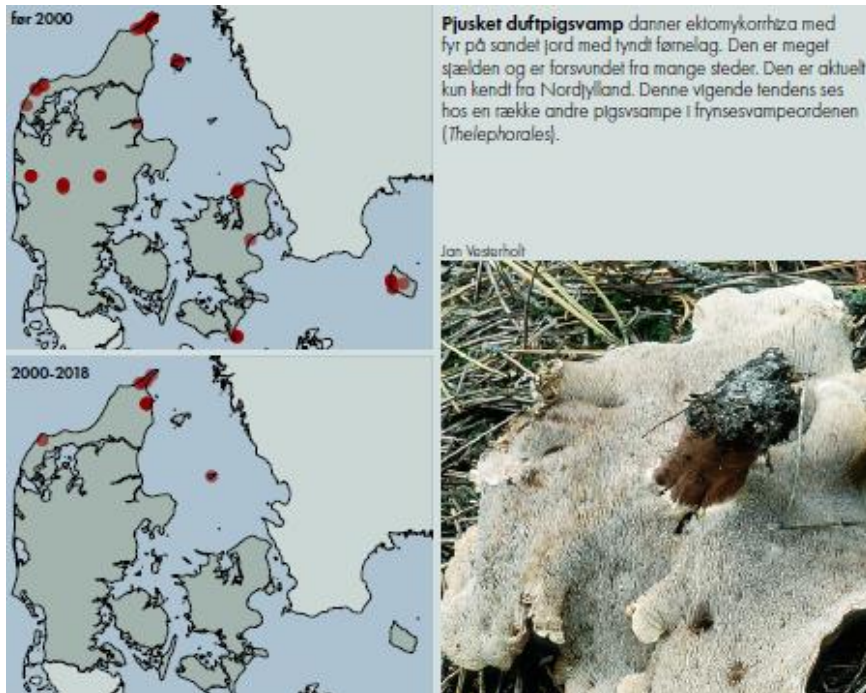 før 2000
Pjusket duftpigsvamp danner ektomykorrhiza med
fyr på sandet jord med tyndt førnelag. Den er meget
sjælden og er forsvundet fra mange steder. Den er aktuelt
kun kendt fra Nordjylland. Denne vigende tendens ses
hos en række andre pigsvsampe i frynsesvampeordenen
(Thelephorales).
Jan Vesterholt
2000-2018